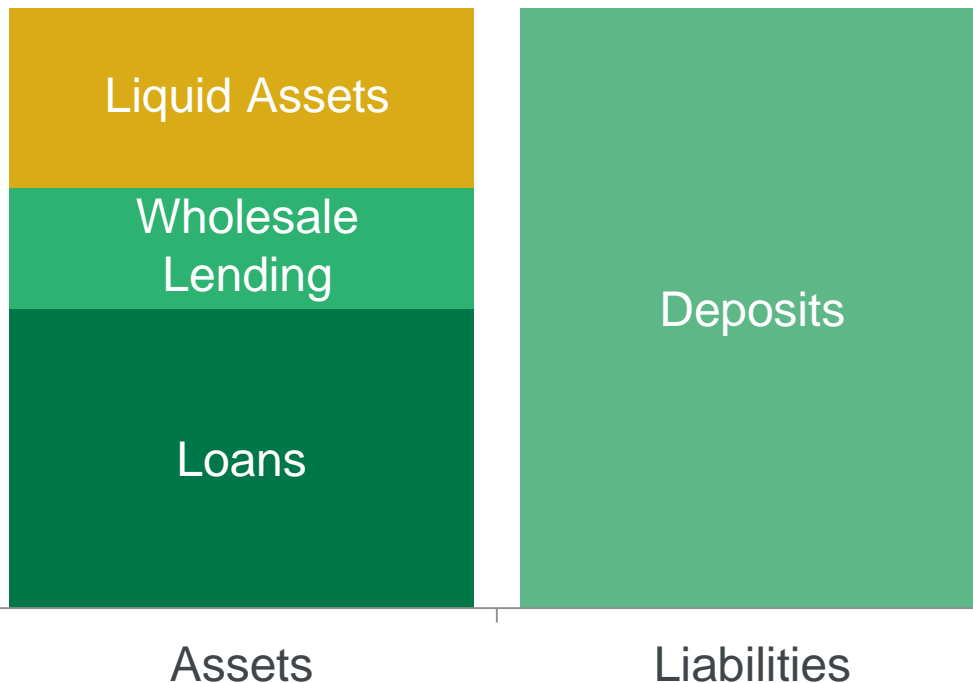 Liquid Assets
Wholesale
Lending
Loans
Deposits
Assets
Liabilities